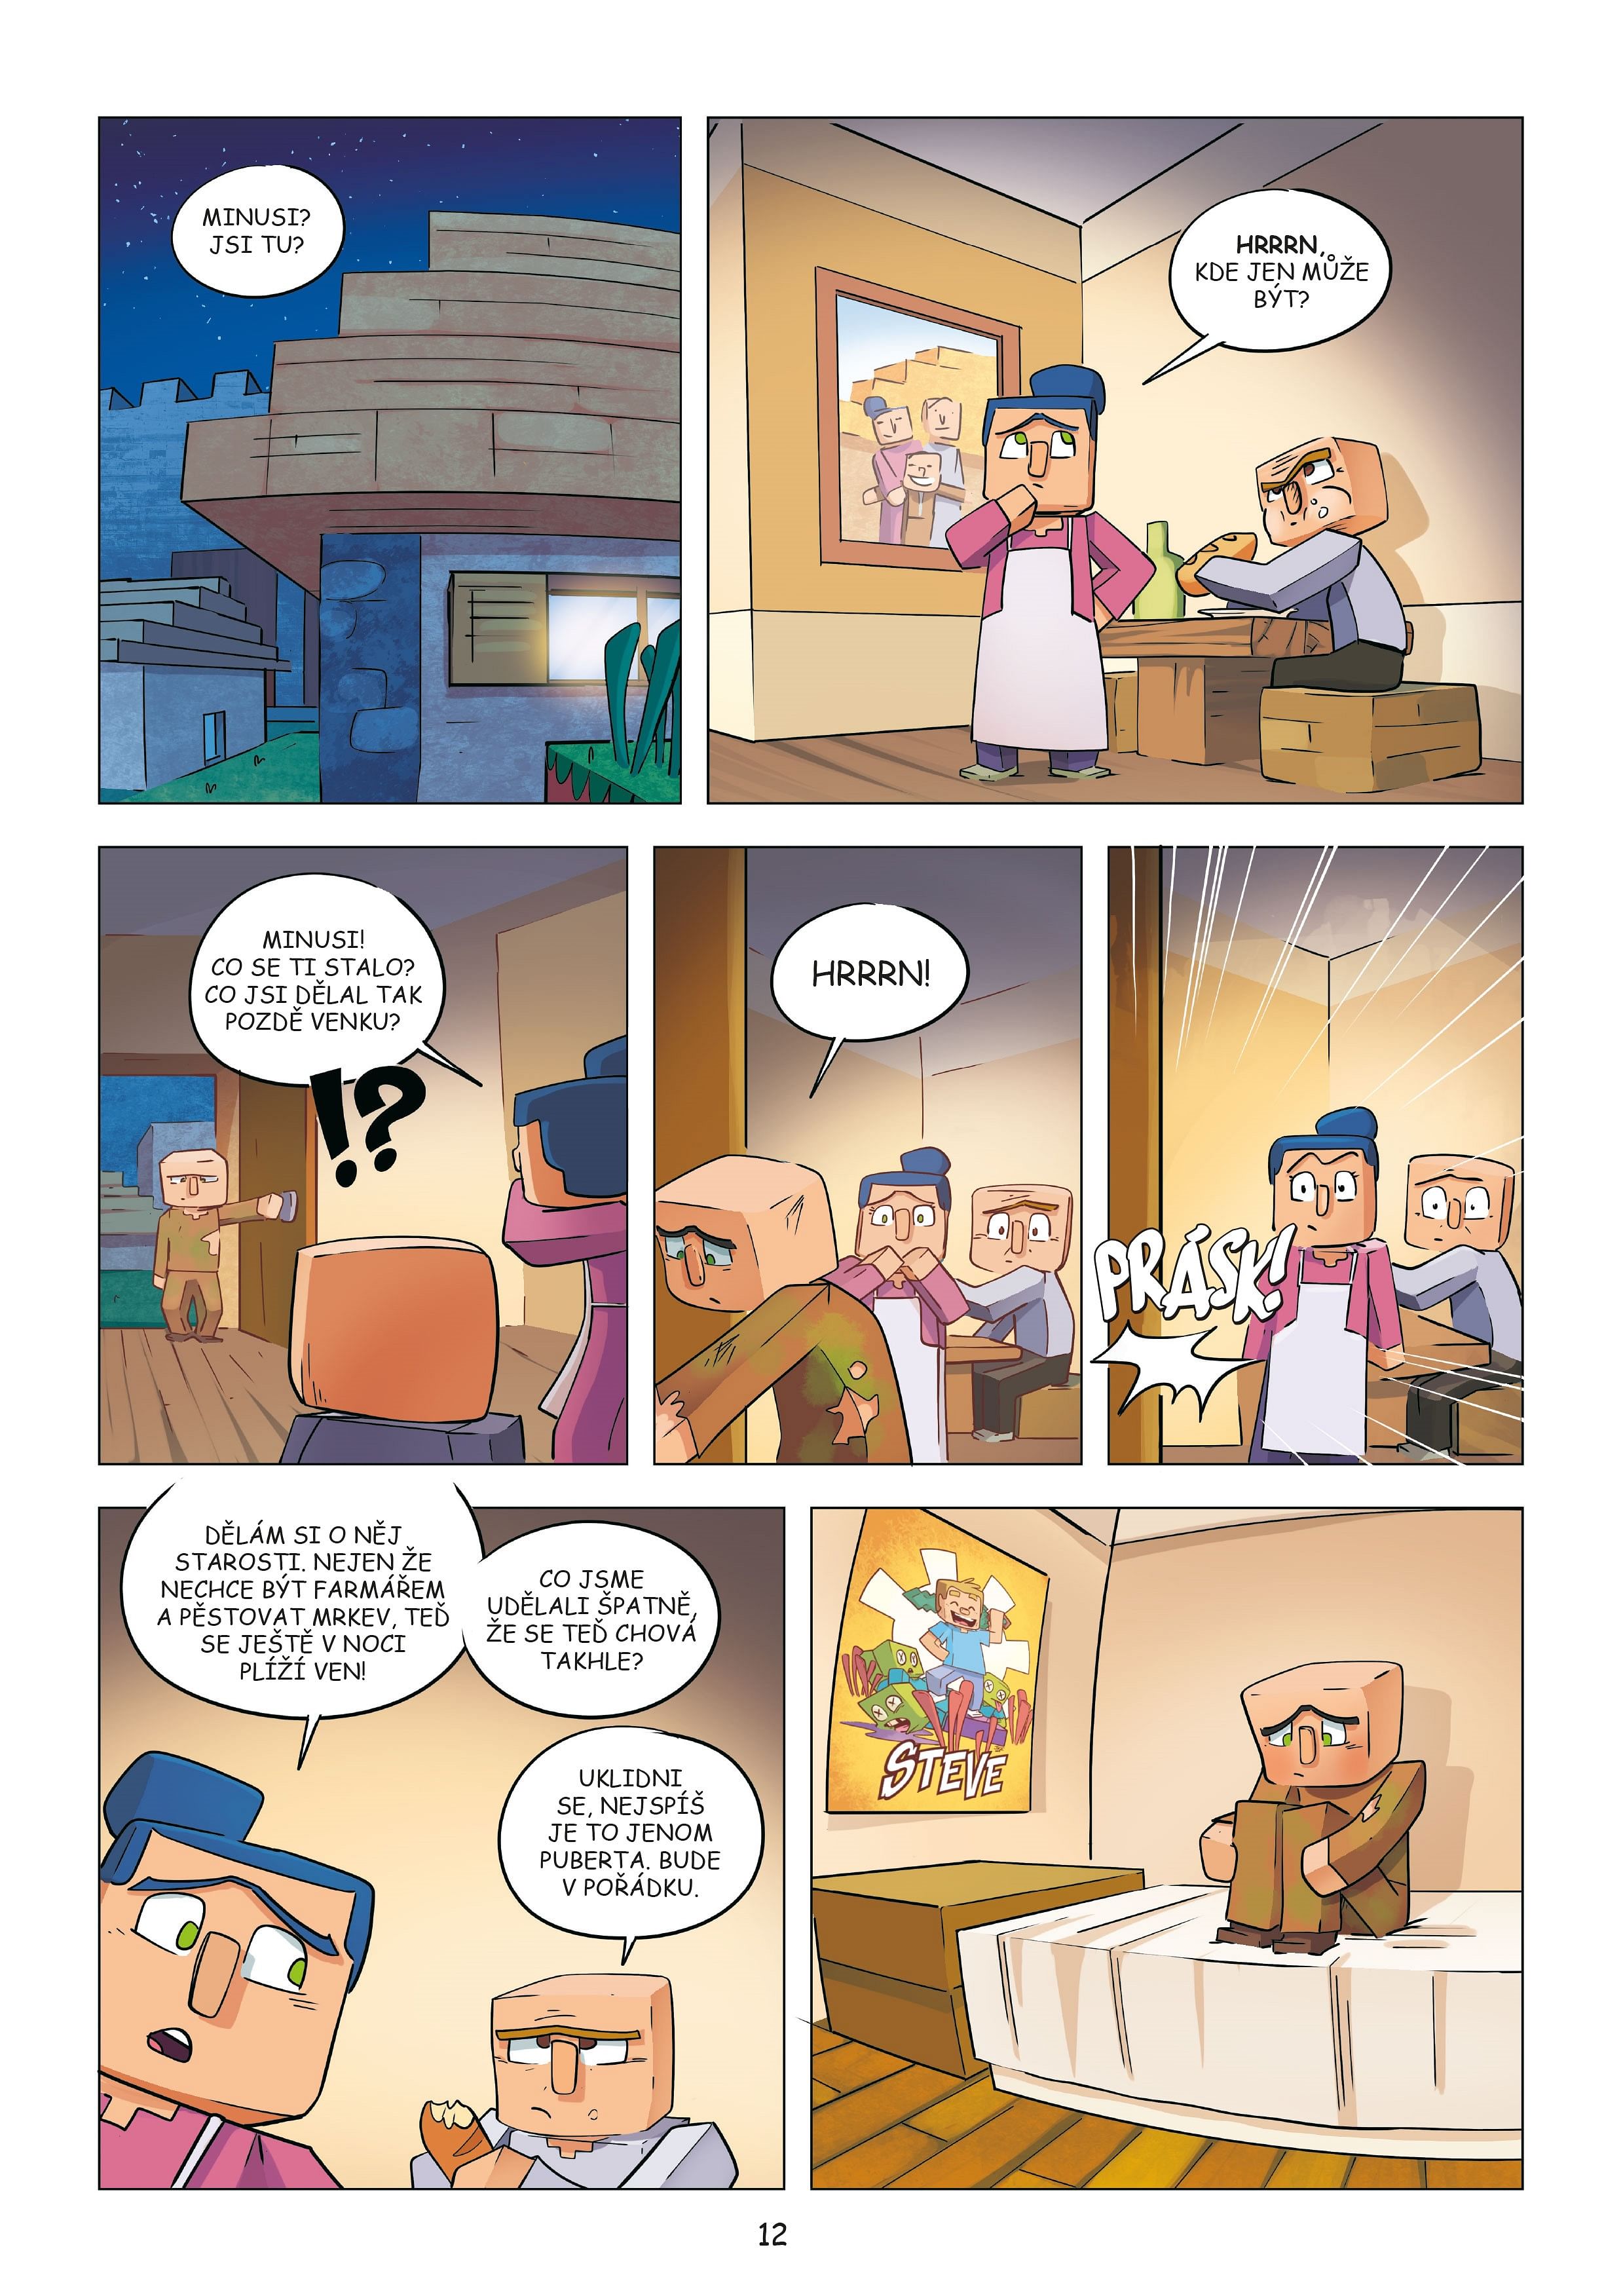 MINUSI?
JSI TU?
HRRRN,
KDE JEN MŮŽE
BÝT?
MINUSI!
CO SE TI STALO?
CO JSI DĚLAL TAK
POZDĚ VENKU?
!?
HRRRN!
PRÁSK!
DĚLÁM SI O NĚJ
STAROSTI. NEJEN ŽE
NECHCE BÝT FARMÁŘEM
A PĚSTOVAT MRKEV, TEĎ
SE JEŠTĚ V NOCI
PLÍŽÍ VEN!
CO JSME
UDĚLALI ŠPATNĚ,
ŽE SE TEĎ CHOVÁ
TAKHLE?
UKLIDNI
SE, NEJSPÍŠ
JE TO JENOM
PUBERTA. BUDE
V POŘÁDKU.
STEVE
12